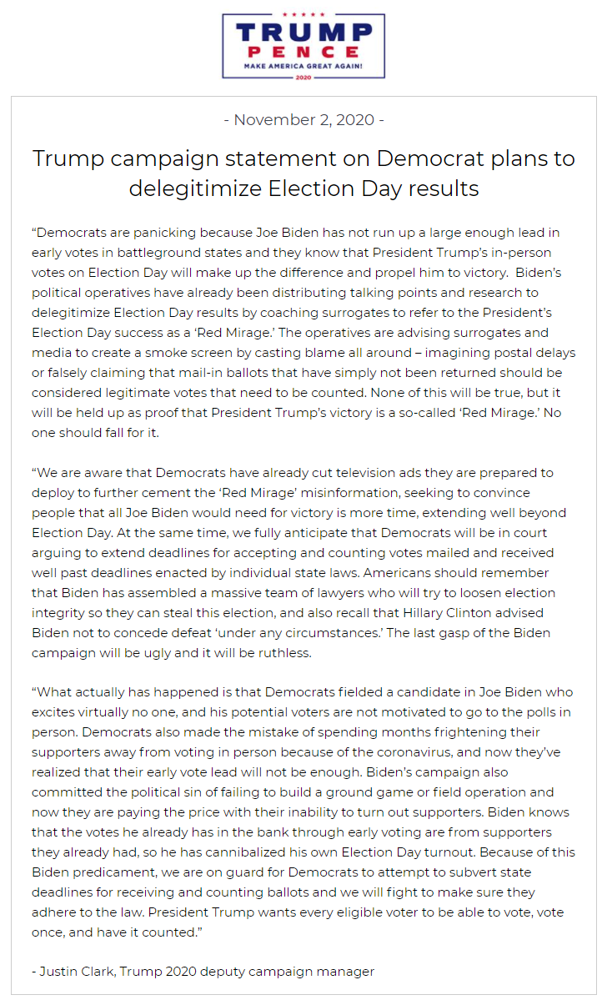 TRUMP
PENCE
MAKE AMERICA GREAT AGAIN!
2020
- November 2, 2020 -
Trump campaign statement on Democrat plans to
delegitimize Election Day results
“Democrats are panicking because Joe Biden has not run up a large enough lead in
early votes in battleground states and they know that President Trump’s in-person
votes on Election Day will make up the difference and propel him to victory.  Biden’s
political operatives have already been distributing talking points and research to
delegitimize Election Day results by coaching surrogates to refer to the President’s
Election Day success as a ‘Red Mirage.’ The operatives are advising surrogates and
media to create a smoke screen by casting blame all around – imagining postal delays
or falsely claiming that mail-in ballots that have simply not been returned should be
considered legitimate votes that need to be counted. None of this will be true, but it
will be held up as proof that President Trump’s victory is a so-called ‘Red Mirage.’ No
one should fall for it.
“We are aware that Democrats have already cut television ads they are prepared to
deploy to further cement the ‘Red Mirage’ misinformation, seeking to convince
people that all Joe Biden would need for victory is more time, extending well beyond
Election Day. At the same time, we fully anticipate that Democrats will be in court
arguing to extend deadlines for accepting and counting votes mailed and received
well past deadlines enacted by individual state laws. Americans should remember
that Biden has assembled a massive team of lawyers who will try to loosen election
integrity so they can steal this election, and also recall that Hillary Clinton advised
Biden not to concede defeat ‘under any circumstances.’ The last gasp of the Biden
campaign will be ugly and it will be ruthless.
“What actually has happened is that Democrats fielded a candidate in Joe Biden who
excites virtually no one, and his potential voters are not motivated to go to the polls in
person. Democrats also made the mistake of spending months frightening their
supporters away from voting in person because of the coronavirus, and now they’ve
realized that their early vote lead will not be enough. Biden’s campaign also
committed the political sin of failing to build a ground game or field operation and
now they are paying the price with their inability to turn out supporters. Biden knows
that the votes he already has in the bank through early voting are from supporters
they already had, so he has cannibalized his own Election Day turnout. Because of this
Biden predicament, we are on guard for Democrats to attempt to subvert state
deadlines for receiving and counting ballots and we will fight to make sure they
adhere to the law. President Trump wants every eligible voter to be able to vote, vote
once, and have it counted.”
- Justin Clark, Trump 2020 deputy campaign manager